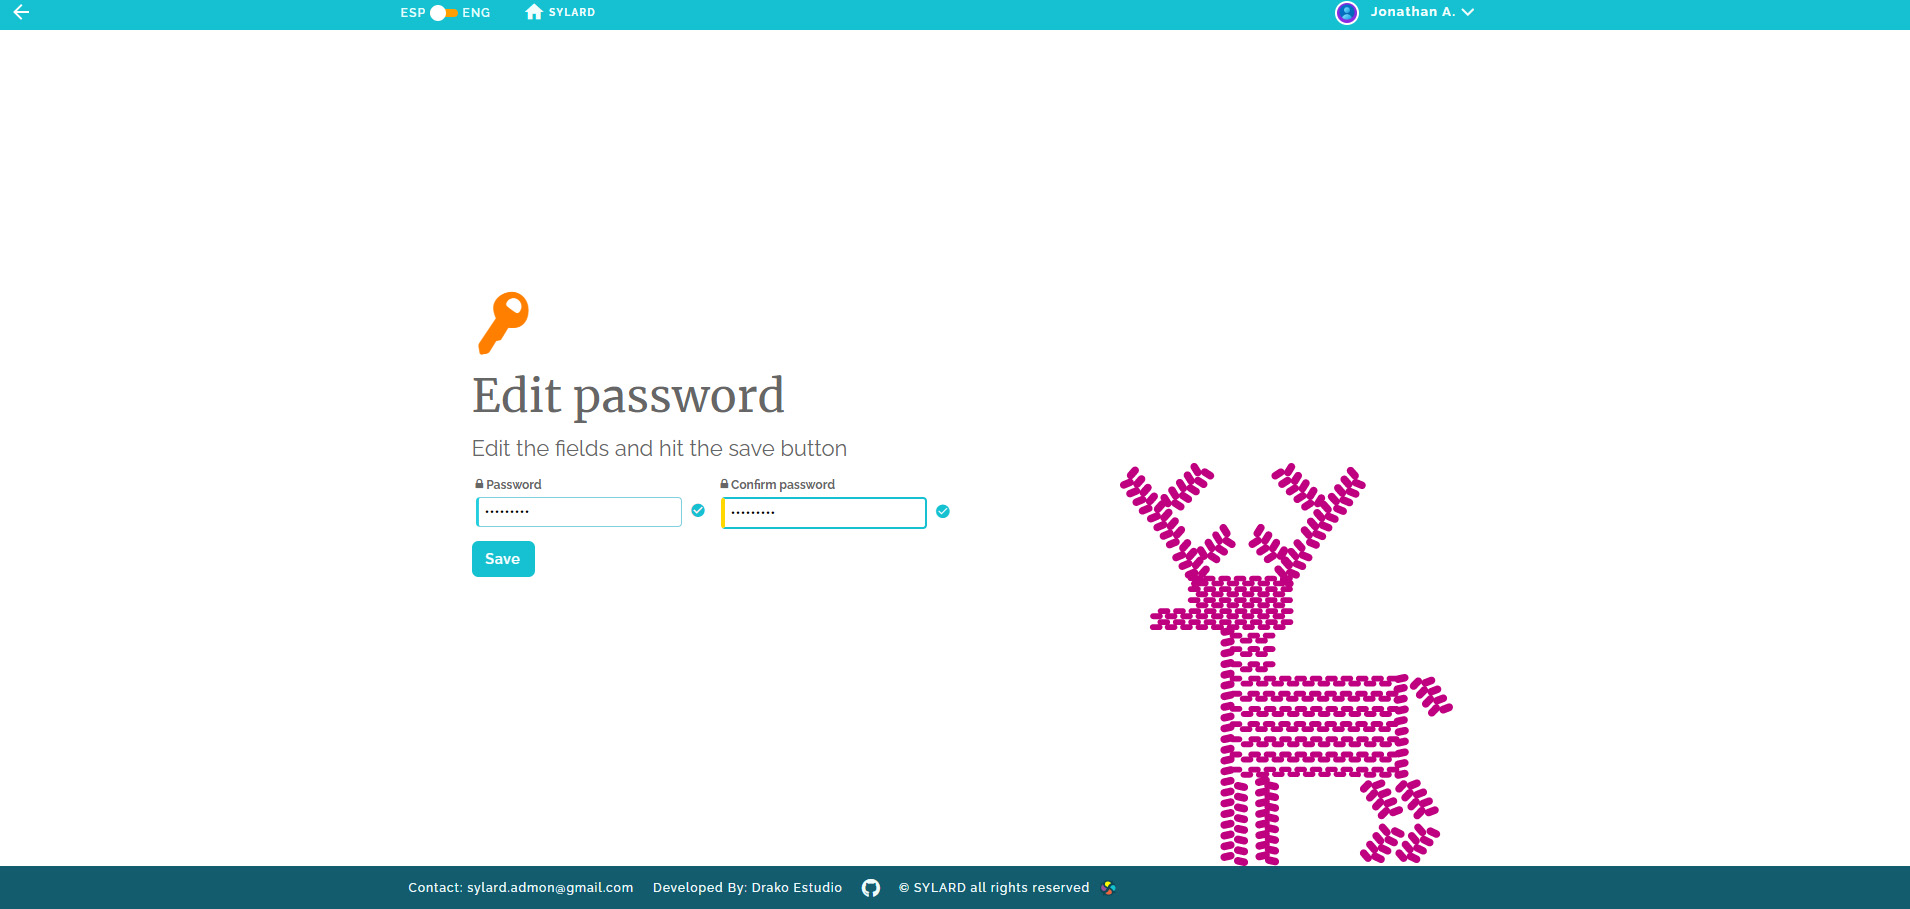 ESP ENG SYLARD Jonathan A.
Edit password
Edit the fields and hit the save button
Password Confirm password
••••••••• •••••••••
Save
Contact: sylard.admon@gmail.com Developed By: Drako Estudio © SYLARD all rights reserved